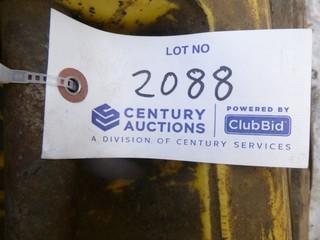 LOT NO
2088
CENTURY
AUCTIONS
POWERED BY
ClubBid
A DIVISION OF CENTURY SERVICES